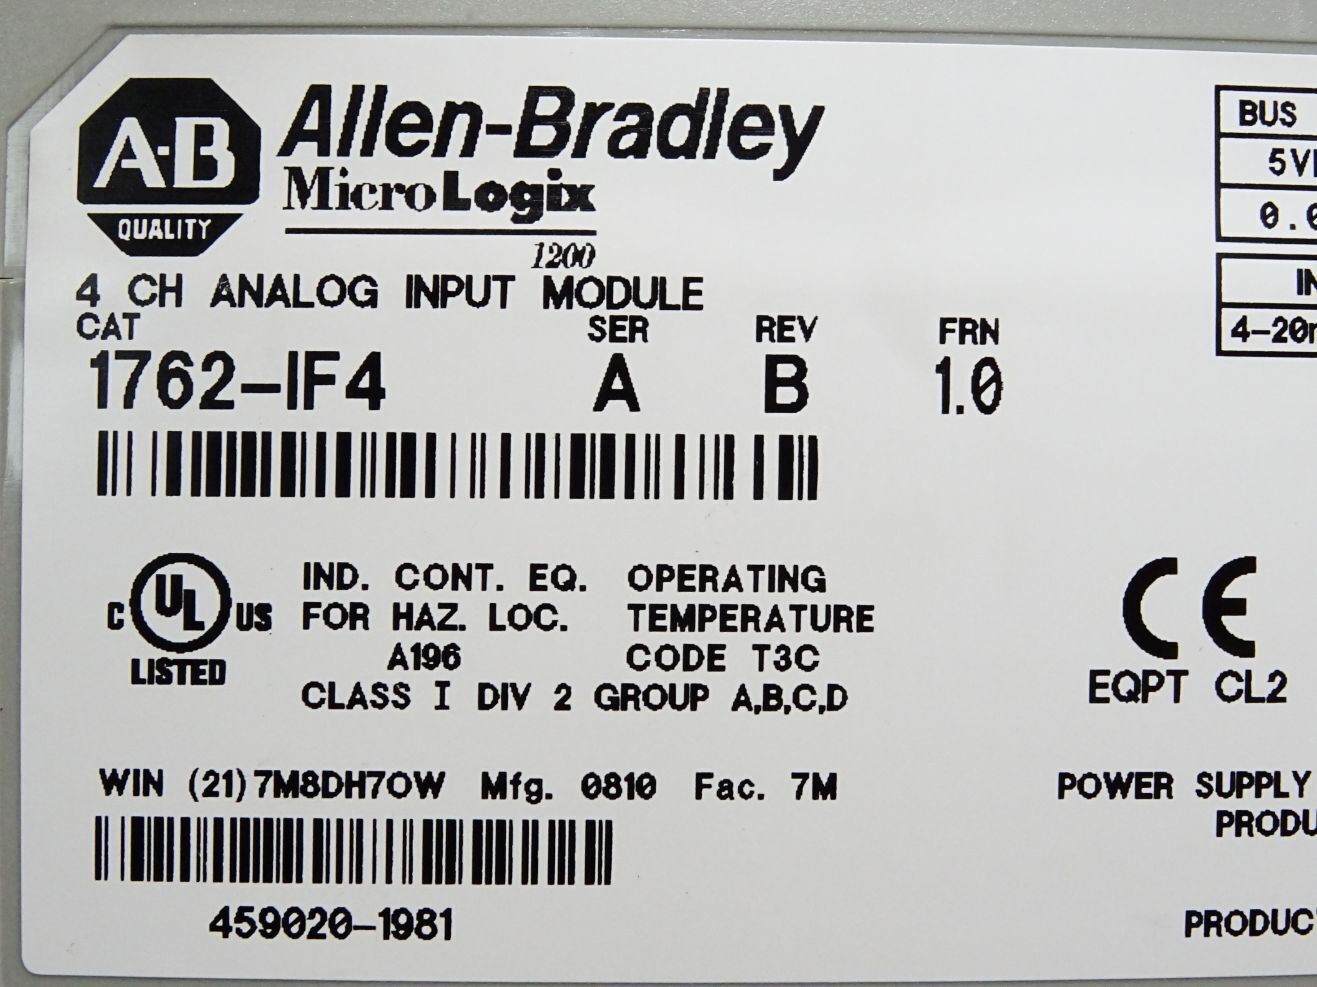 A-B
QUALITY
Allen-Bradley
MicroLogix
1200
4 CH ANALOG INPUT MODULE
CAT SER REV FRN
1762-IF4 A B 1.0
BUS
4-20m
C UL US
LISTED
IND. CONT. EQ.
FOR HAZ. LOC.
A196
OPERATING
TEMPERATURE
CODE T3C
CLASS I DIV 2 GROUP A,B,C,D
CE
EQPT CL2
WIN (21)7M8DH7OW Mfg. 0810 Fac. 7M
459020-1981
POWER SUPPLY